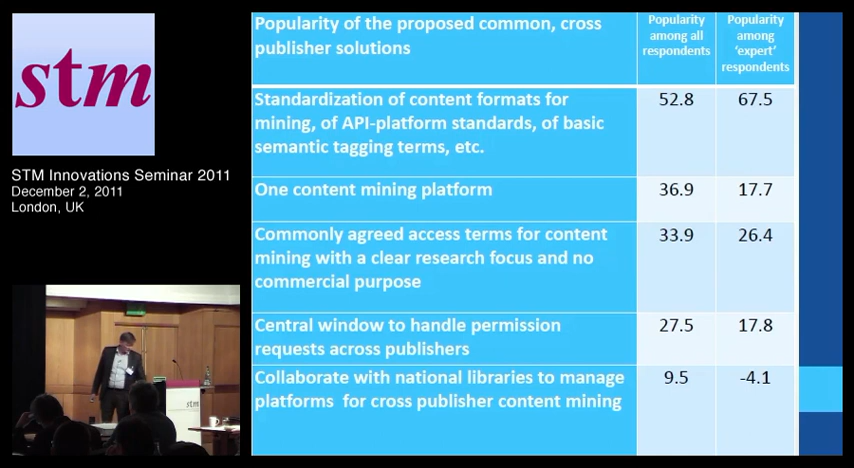 stm
STM Innovations Seminar 2011
December 2, 2011
London, UK
Popularity of the proposed common, cross
publisher solutions
Popularity
among all
respondents
Popularity
among
‘expert’
respondents
Standardization of content formats for
mining, of API-platform standards, of basic
semantic tagging terms, etc.
52.8
67.5
One content mining platform
36.9
17.7
Commonly agreed access terms for content
mining with a clear research focus and no
commercial purpose
33.9
26.4
Central window to handle permission
requests across publishers
27.5
17.8
Collaborate with national libraries to manage
platforms for cross publisher content mining
9.5
-4.1
stm